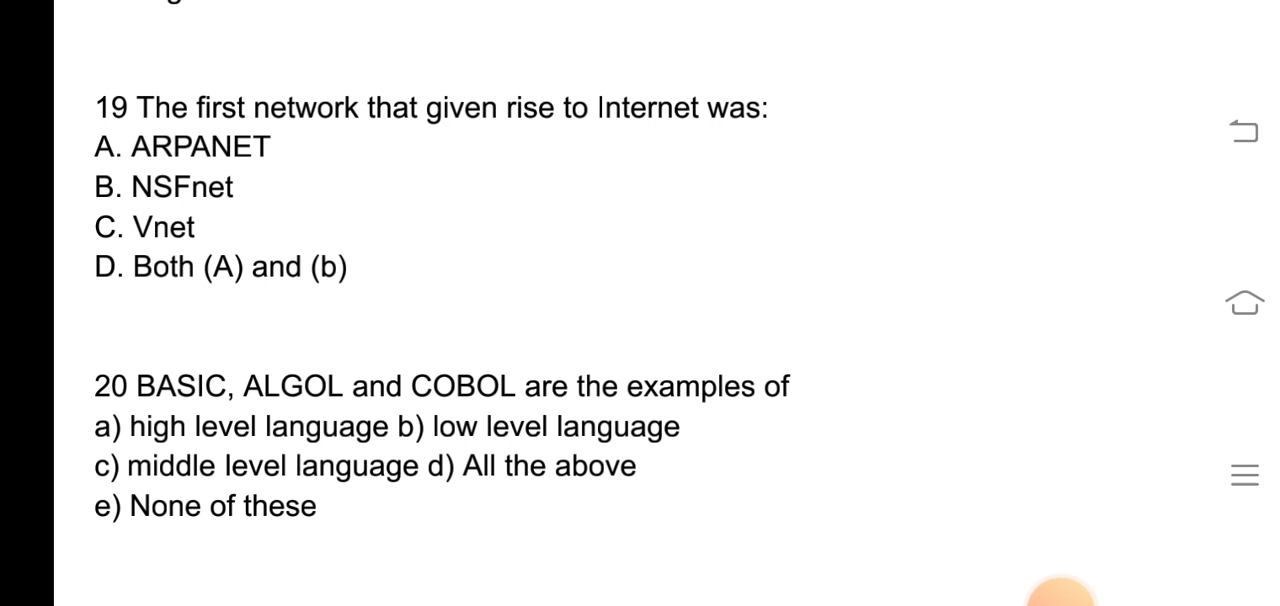 19 The first network that given rise to Internet was:
A. ARPANET
B. NSFnet
C. Vnet
D. Both (A) and (b)
20 BASIC, ALGOL and COBOL are the examples of
a) high level language b) low level language
c) middle level language d) All the above
e) None of these